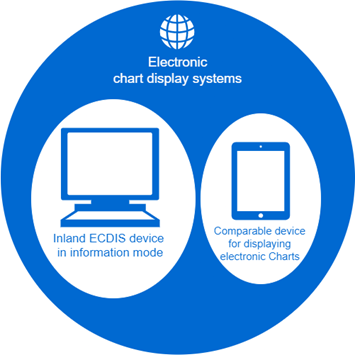 Electronic
chart display systems
Inland ECDIS device
in information mode
Comparable device
for displaying
electronic Charts